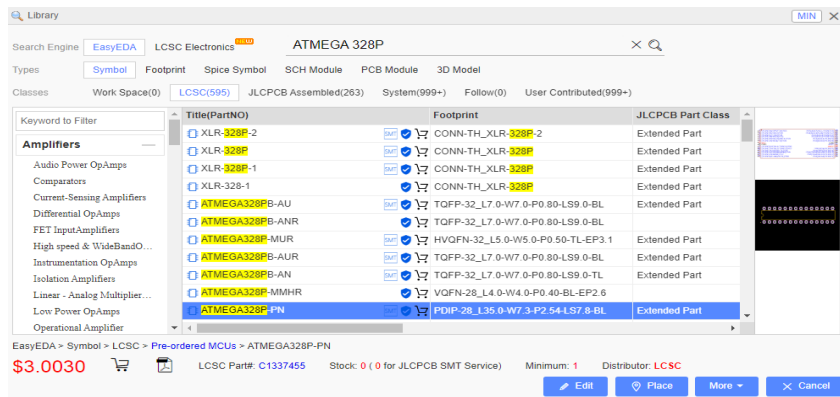 Library
MIN
Search Engine EasyEDA LCSC Electronics NEW ATMEGA 328P
Types Symbol Footprint Spice Symbol SCH Module PCB Module 3D Model
Classes Work Space(0) LCSC(595) JLCPCB Assembled(263) System(999+) Follow(0) User Contributed(999+)
Keyword to Filter
Amplifiers
Audio Power OpAmps
Comparators
Current-Sensing Amplifiers
Differential OpAmps
FET InputAmplifiers
High speed & WideBandO...
Instrumentation OpAmps
Isolation Amplifiers
Linear - Analog Multiplier...
Low Power OpAmps
Operational Amplifier
Title(PartNO) Footprint JLCPCB Part Class
XLR-328P-2 SMT CONN-TH_XLR-328P-2 Extended Part
XLR-328P SMT CONN-TH_XLR-328P Extended Part
XLR-328P-1 SMT CONN-TH_XLR-328P Extended Part
XLR-328-1 CONN-TH_XLR-328P Extended Part
ATMEGA328PB-AU SMT TQFP-32_L7.0-W7.0-P0.80-LS9.0-BL Extended Part
ATMEGA328PB-ANR TQFP-32_L7.0-W7.0-P0.80-LS9.0-BL
ATMEGA328P-MUR SMT HVQFN-32_L5.0-W5.0-P0.50-TL-EP3.1 Extended Part
ATMEGA328PB-AUR SMT TQFP-32_L7.0-W7.0-P0.80-LS9.0-BL Extended Part
ATMEGA328PB-AN SMT TQFP-32_L7.0-W7.0-P0.80-LS9.0-TL Extended Part
ATMEGA328P-MMHR VQFN-28_L4.0-W4.0-P0.40-BL-EP2.6
ATMEGA328P-PN SMT PDIP-28_L35.0-W7.3-P2.54-LS7.8-BL Extended Part
EasyEDA > Symbol > LCSC > Pre-ordered MCUs > ATMEGA328P-PN
$3.0030 LCSC Part#: C1337455 Stock: 0 ( 0 for JLCPCB SMT Service) Minimum: 1 Distributor: LCSC
Edit Place More Cancel